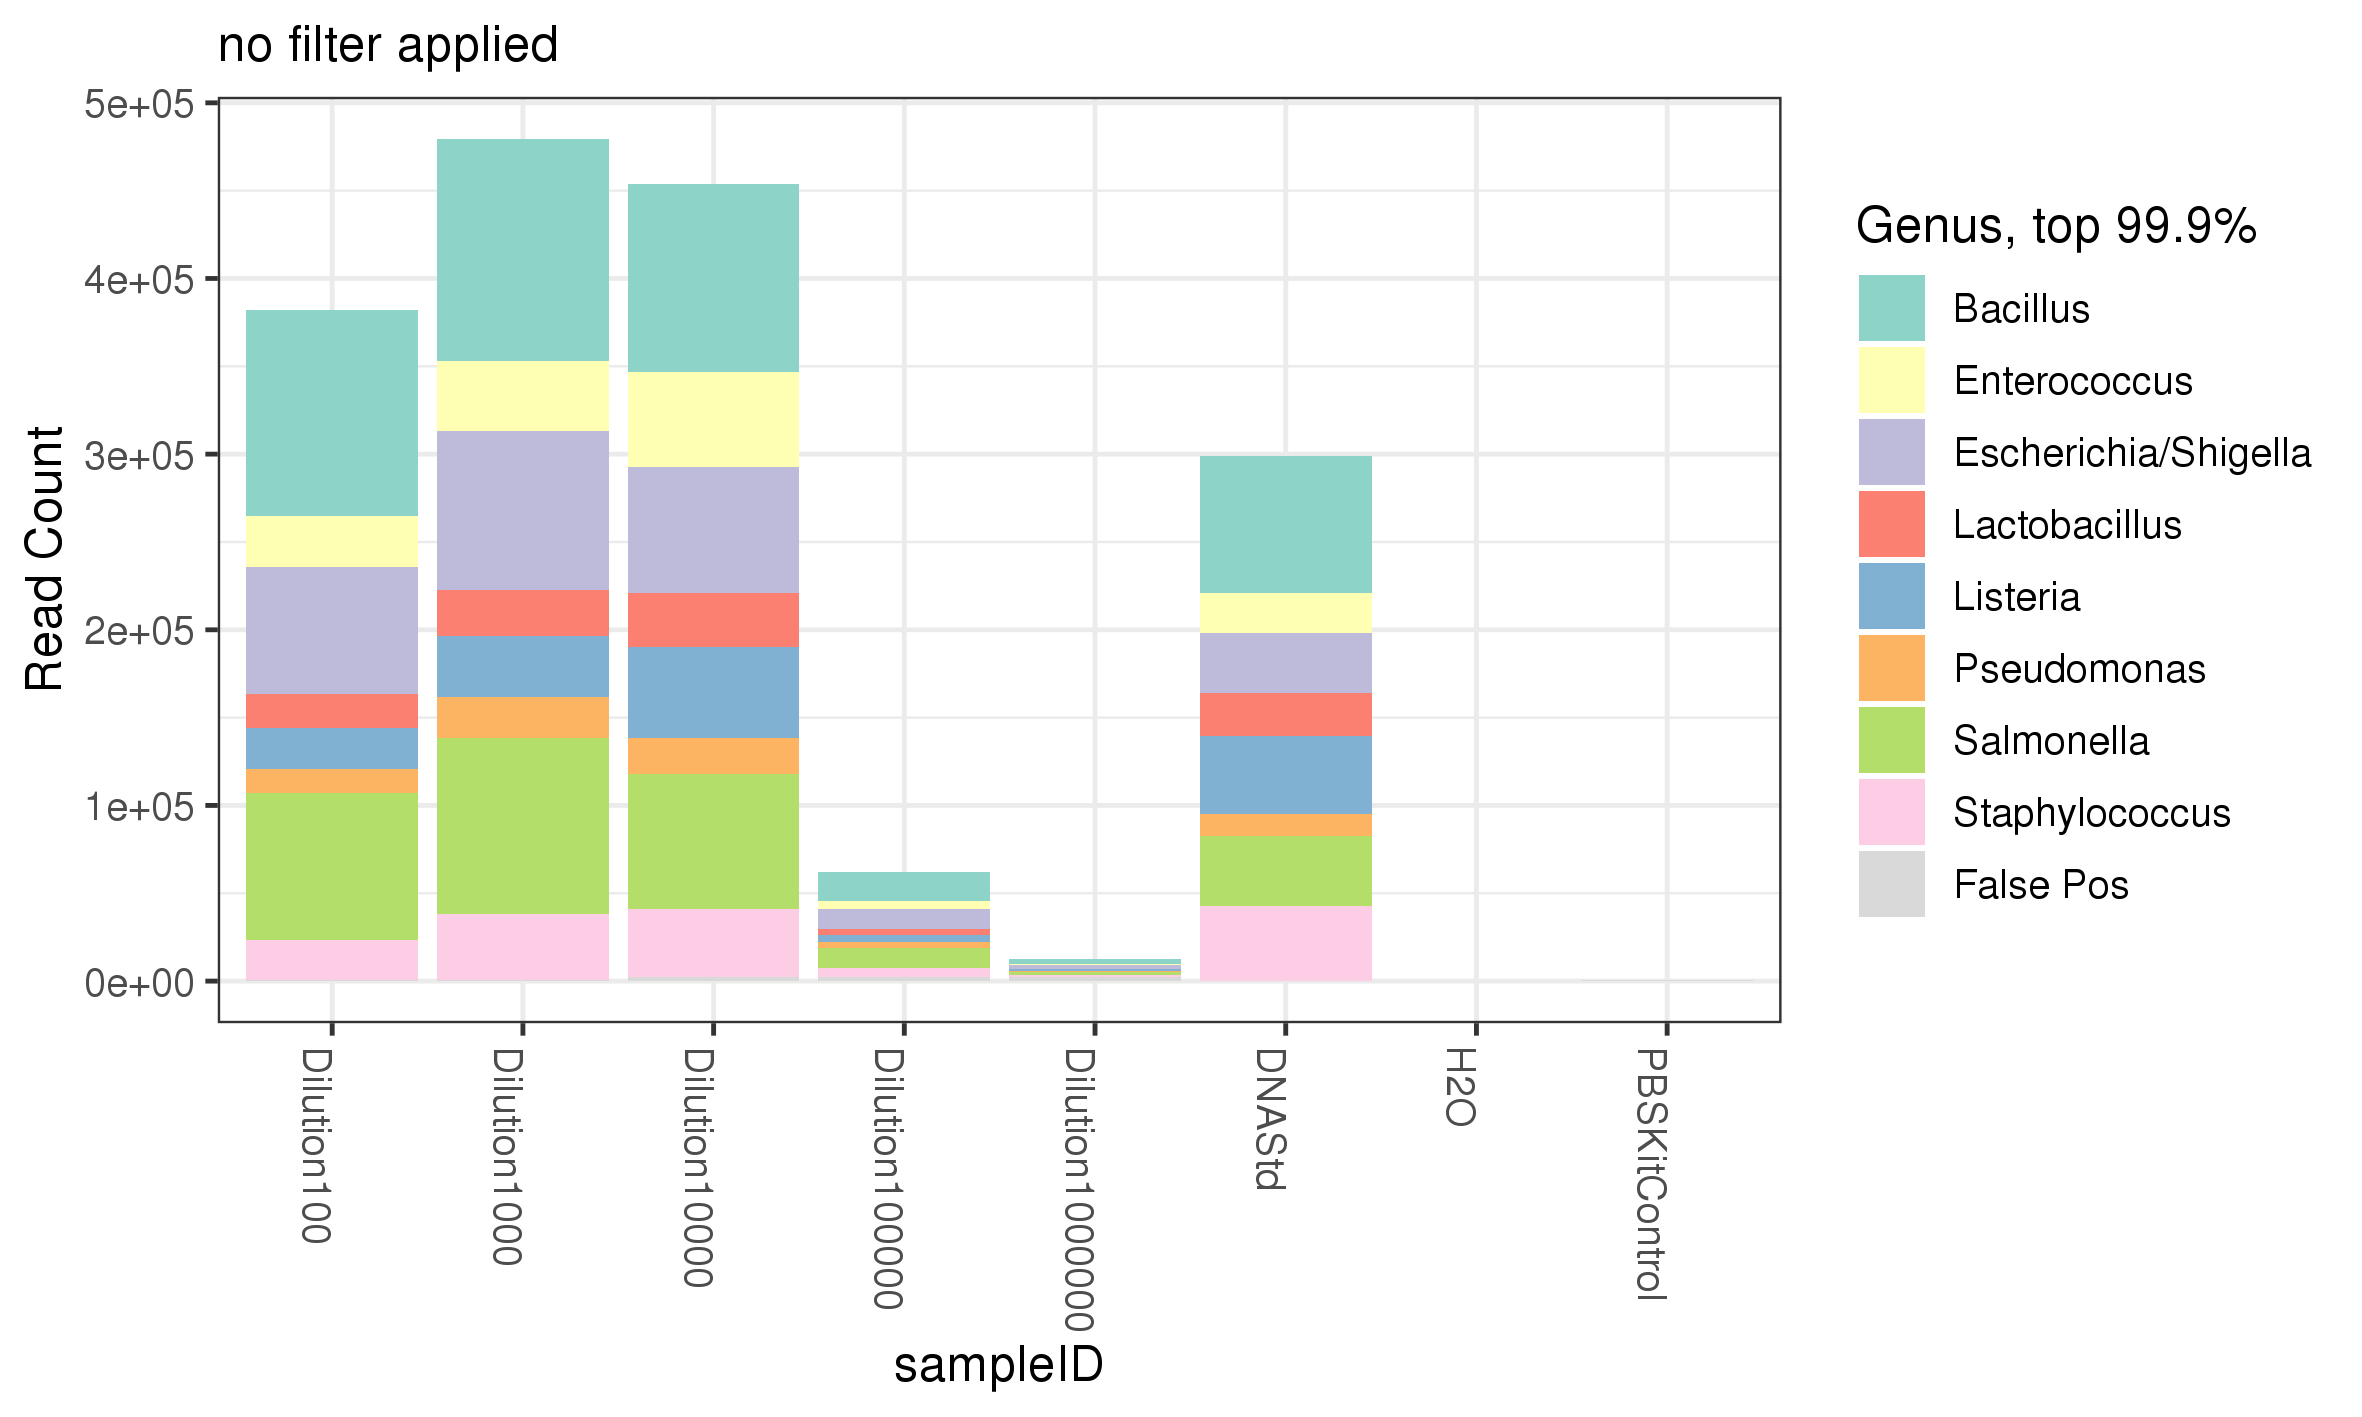 no filter applied
5e+05
4e+05
3e+05
2e+05
1e+05
0e+00
Read Count
Dilution100
Dilution1000
Dilution10000
Dilution100000
Dilution1000000
DNAStd
H2O
PBSKitControl
sampleID
Genus, top 99.9%
Bacillus
Enterococcus
Escherichia/Shigella
Lactobacillus
Listeria
Pseudomonas
Salmonella
Staphylococcus
False Pos